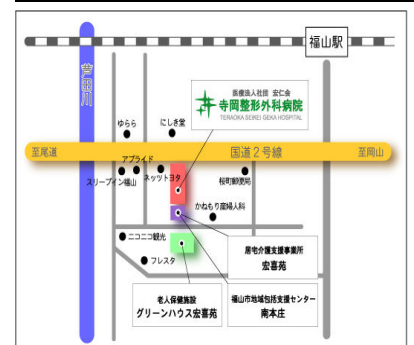 福山駅
芦田川
医療法人社団 宏仁会
寺岡整形外科病院
TERAOKA SEIKEI GEKA HOSPITAL
ゆらら
にしき堂
至尾道
国道2号線
至岡山
アプライド
スリープイン福山
ネッツトヨタ
桜町郵便局
かねもり産婦人科
ニコニコ観光
フレスタ
居宅介護支援事業所
宏喜苑
老人保健施設
グリーンハウス宏喜苑
福山市地域包括支援センター
南本庄